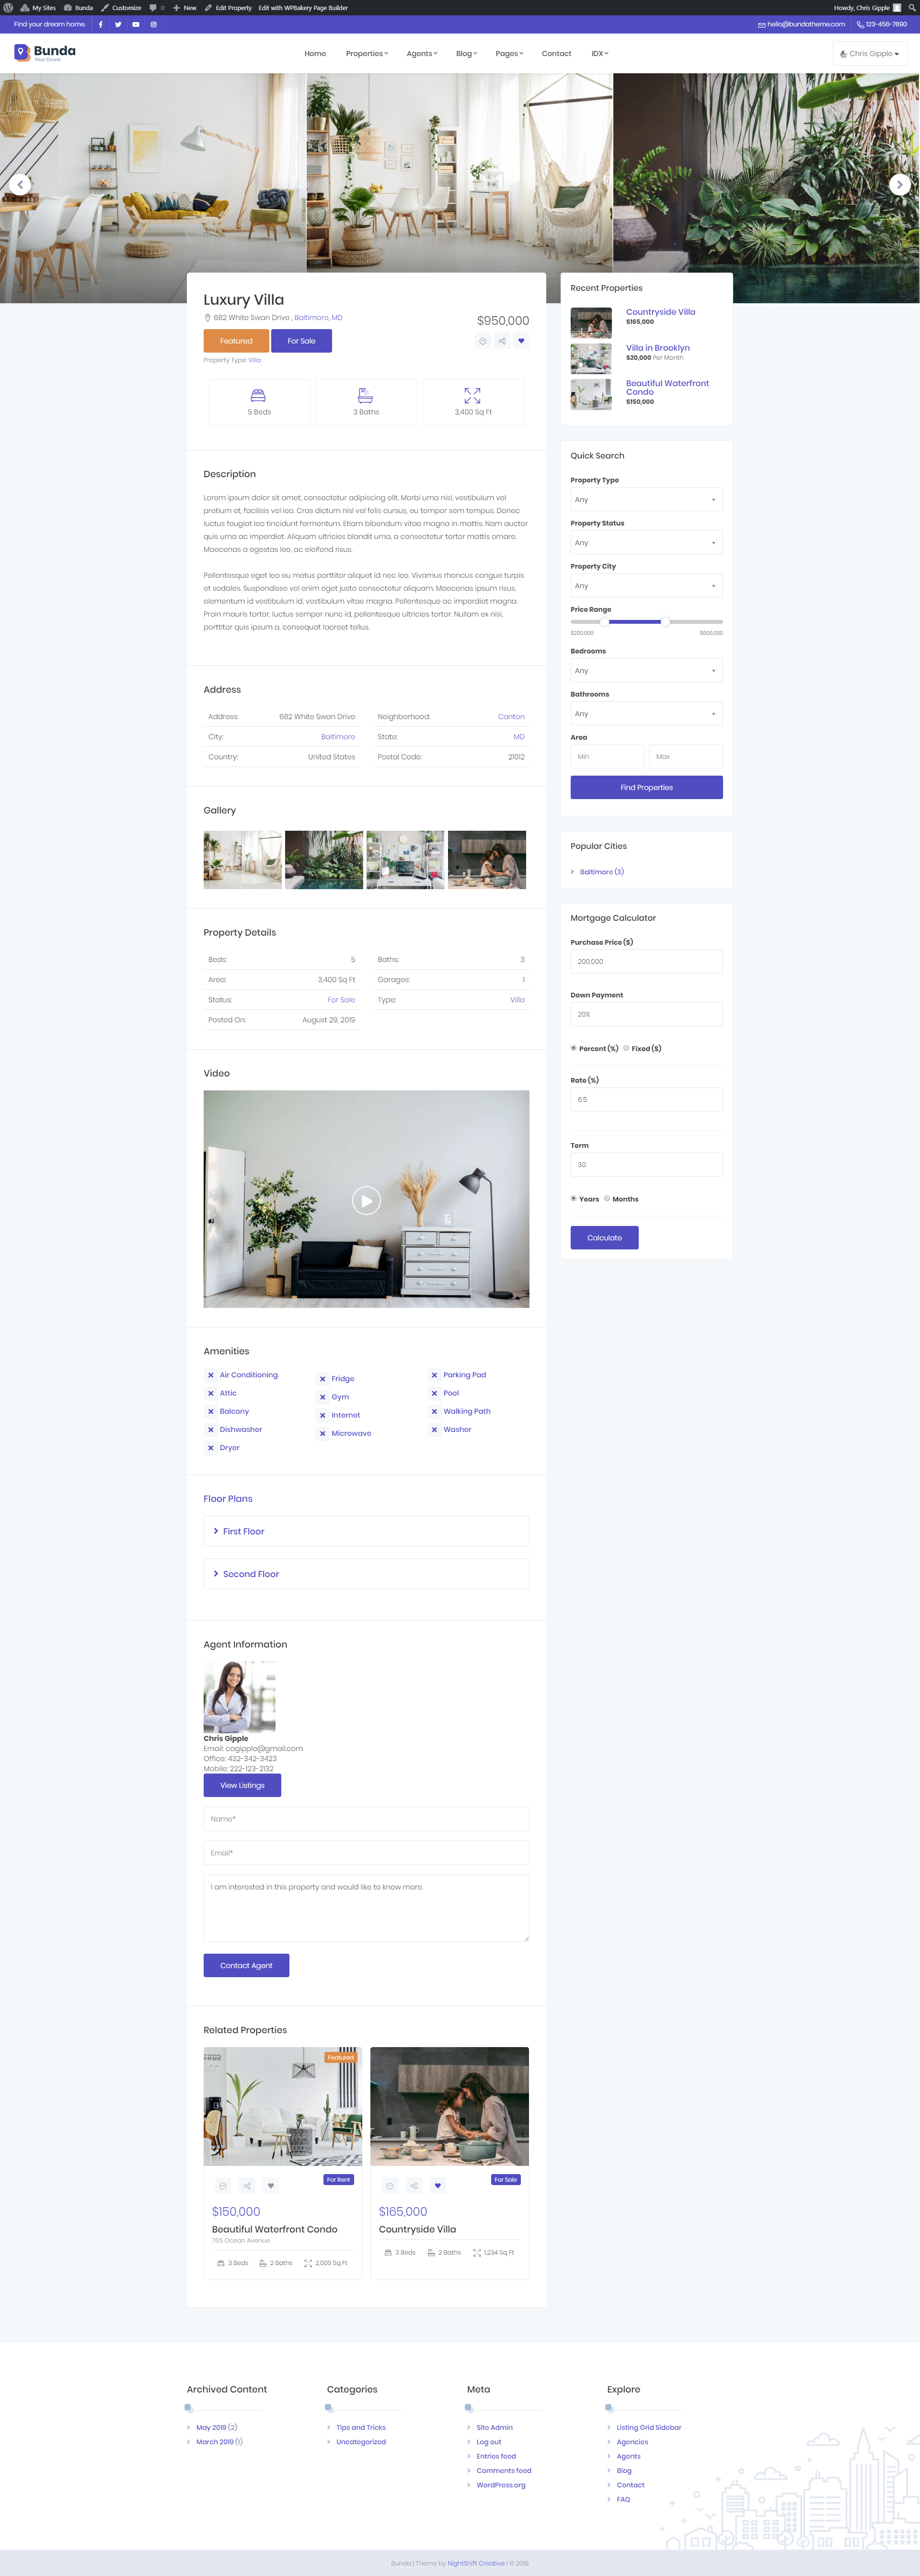 My Sites Bunda Customize 0 New Edit Property Edit with WPBakery Page Builder Howdy, Chris Gipple
Find your dream home. hello@bundatheme.com 123-456-7890
Bunda
Real Estate
Home Properties Agents Blog Pages Contact IDX Chris Gipple
Luxury Villa
682 White Swan Drive , Baltimore, MD
$950,000
Featured For Sale
Property Type: Villa
5 Beds 3 Baths 3,400 Sq Ft
Description
Lorem ipsum dolor sit amet, consectetur adipiscing elit. Morbi urna nisl, vestibulum vel
pretium et, facilisis vel leo. Cras dictum nisl vel felis cursus, eu tempor sem tempus. Donec
luctus feugiat leo tincidunt fermentum. Etiam bibendum vitae magna in mattis. Nam auctor
quis urna ac imperdiet. Aliquam ultricies blandit urna, a consectetur tortor mattis ornare.
Maecenas a egestas leo, ac eleifend risus.
Pellentesque eget leo eu metus porttitor aliquet id nec leo. Vivamus rhoncus congue turpis
et sodales. Suspendisse vel enim eget justo consectetur aliquam. Maecenas ipsum risus,
elementum id vestibulum id, vestibulum vitae magna. Pellentesque ac imperdiet magna.
Proin mauris tortor, luctus sempor nunc id, pellentesque ultricies tortor. Nullam ex nisi,
porttitor quis ipsum a, consequat laoreet tellus.
Address
Address: 682 White Swan Drive Neighborhood: Canton
City: Baltimore State: MD
Country: United States Postal Code: 21012
Gallery
Property Details
Beds: 5 Baths: 3
Area: 3,400 Sq Ft Garages: 1
Status: For Sale Type: Villa
Posted On: August 29, 2019
Video
Amenities
Air Conditioning
Attic
Balcony
Dishwasher
Dryer
Fridge
Gym
Internet
Microwave
Parking Pad
Pool
Walking Path
Washer
Floor Plans
First Floor
Second Floor
Agent Information
Chris Gipple
Email: cagipple@gmail.com
Office: 432-342-3423
Mobile: 222-123-2132
View Listings
Name*
Email*
I am interested in this property and would like to know more.
Contact Agent
Related Properties
Featured
For Rent
$150,000
Beautiful Waterfront Condo
765 Ocean Avenue
3 Beds 2 Baths 2,000 Sq Ft
For Sale
$165,000
Countryside Villa
3 Beds 2 Baths 1,234 Sq Ft
Recent Properties
Countryside Villa
$165,000
Villa in Brooklyn
$20,000 Per Month
Beautiful Waterfront
Condo
$150,000
Quick Search
Property Type
Any
Property Status
Any
Property City
Any
Price Range
$200,000 $600,000
Bedrooms
Any
Bathrooms
Any
Area
Min Max
Find Properties
Popular Cities
Baltimore (3)
Mortgage Calculator
Purchase Price ($)
200,000
Down Payment
20%
Percent (%) Fixed ($)
Rate (%)
6.5
Term
30
Years Months
Calculate
Archived Content
May 2019 (2)
March 2019 (1)
Categories
Tips and Tricks
Uncategorized
Meta
Site Admin
Log out
Entries feed
Comments feed
WordPress.org
Explore
Listing Grid Sidebar
Agencies
Agents
Blog
Contact
FAQ
Bunda | Theme by NightShift Creative | © 2019